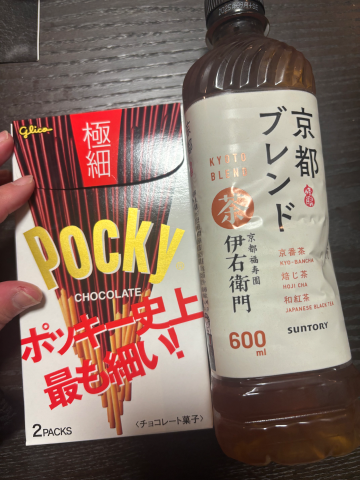 glico
極細
Pocky
CHOCOLATE
ポッキー史上
最も細い!
2PACKS
〈チョコレート菓子〉
京都
ブレンド
KYOTO
BLEND
茶
京都福寿園
伊右衛門
京番茶
KYO-BANCHA
焙じ茶
HOJI CHA
和紅茶
JAPANESE BLACK TEA
600
ml
SUNTORY